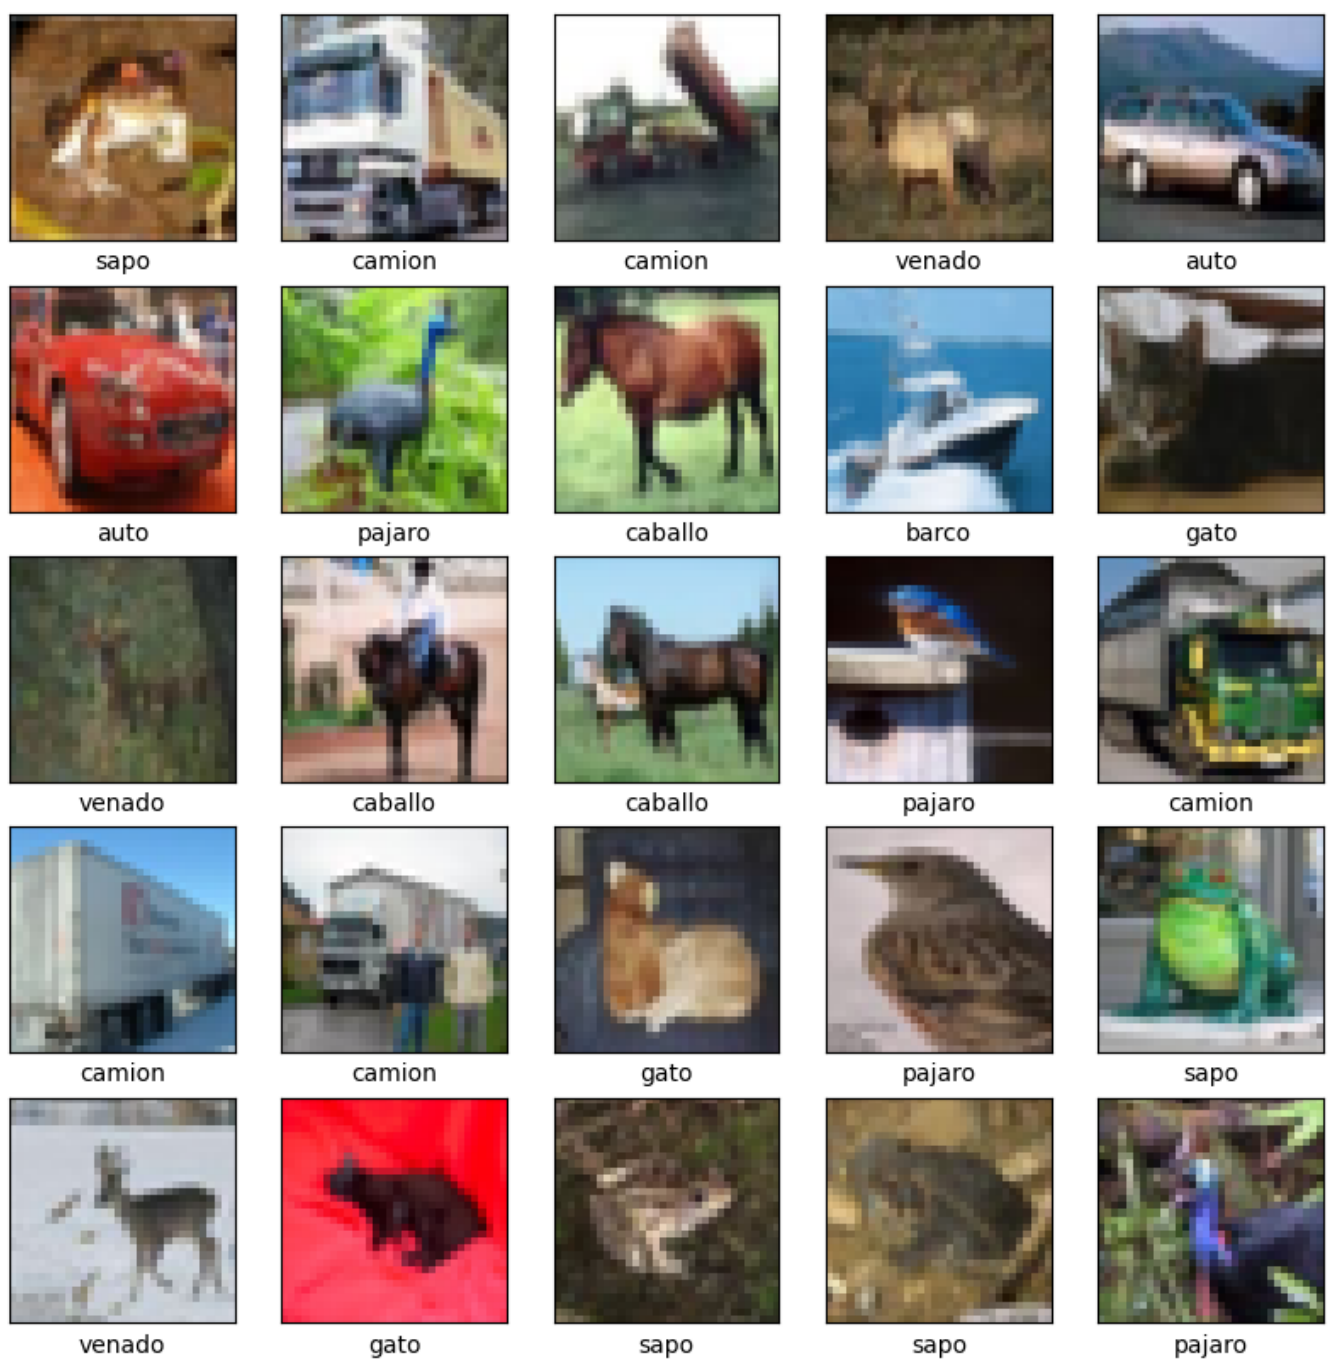 sapo camion camion venado auto
auto pajaro caballo barco gato
venado caballo caballo pajaro camion
camion camion gato pajaro sapo
venado gato sapo sapo pajaro